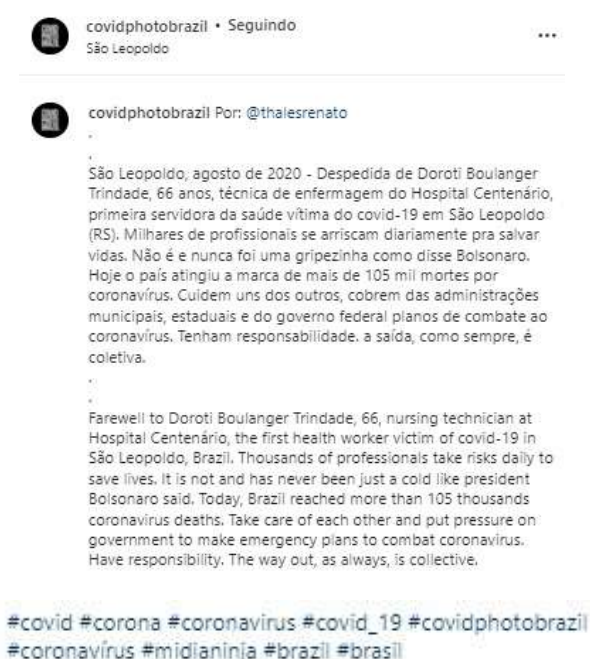 covidphotobrazil • Seguindo
São Leopoldo
...
covidphotobrazil Por: @thalesrenato
.
.
São Leopoldo, agosto de 2020 - Despedida de Doroti Boulanger
Trindade, 66 anos, técnica de enfermagem do Hospital Centenário,
primeira servidora da saúde vítima do covid-19 em São Leopoldo
(RS). Milhares de profissionais se arriscam diariamente pra salvar
vidas. Não é e nunca foi uma gripezinha como disse Bolsonaro.
Hoje o país atingiu a marca de mais de 105 mil mortes por
coronavírus. Cuidem uns dos outros, cobrem das administrações
municipais, estaduais e do governo federal planos de combate ao
coronavírus. Tenham responsabilidade. a saída, como sempre, é
coletiva.
.
.
Farewell to Doroti Boulanger Trindade, 66, nursing technician at
Hospital Centenário, the first health worker victim of covid-19 in
São Leopoldo, Brazil. Thousands of professionals take risks daily to
save lives. It is not and has never been just a cold like president
Bolsonaro said. Today, Brazil reached more than 105 thousands
coronavirus deaths. Take care of each other and put pressure on
government to make emergency plans to combat coronavirus.
Have responsibility. The way out, as always, is collective.
#covid #corona #coronavirus #covid_19 #covidphotobrazil
#coronavírus #midianinja #brazil #brasil